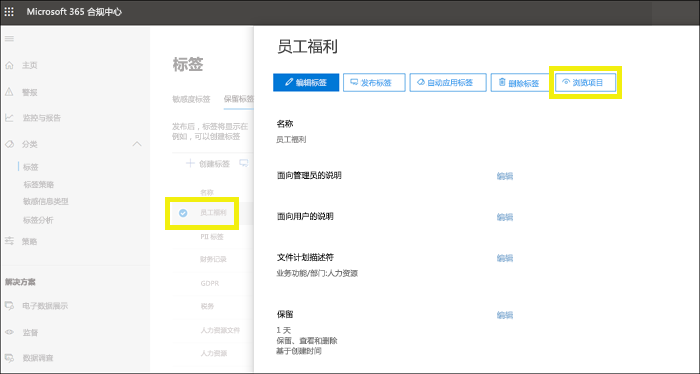 Microsoft 365 合规中心
主页
警报
监控与报告
分类
标签
标签策略
敏感信息类型
标签分析
策略
解决方案
电子数据展示
监督
数据调查
标签
敏感度标签
保留标签
发布后，标签将显示在
例如，可以创建标签
创建标签
名称
员工福利
PII 标签
财务记录
GDPR
税务
人力资源文件
人力资源
员工福利
编辑标签
发布标签
自动应用标签
删除标签
浏览项目
名称
员工福利
面向管理员的说明
编辑
面向用户的说明
编辑
文件计划描述符
编辑
业务功能/部门:人力资源
保留
编辑
1 天
保留、查看和删除
基于创建时间